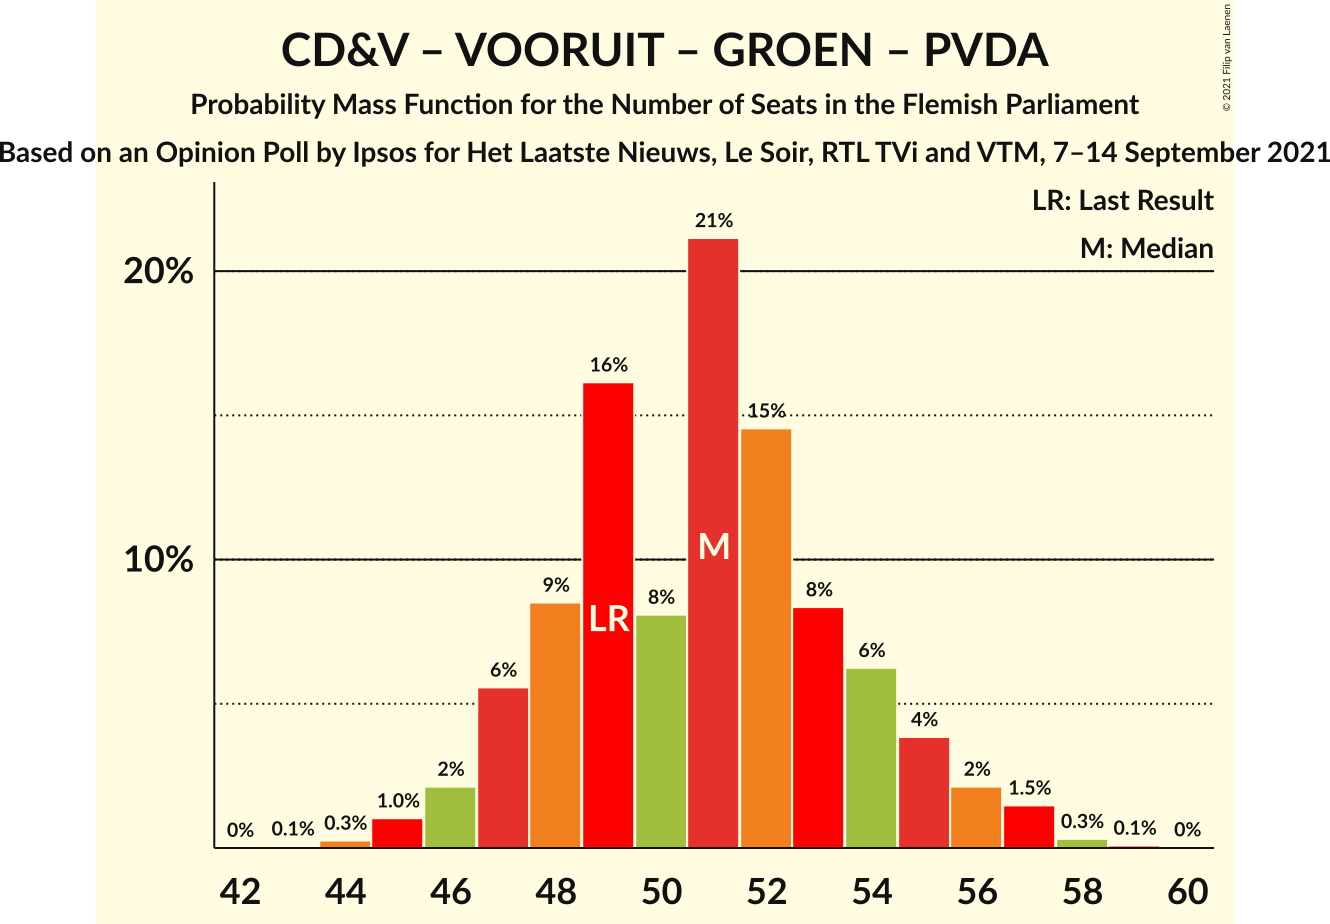 CD&V – VOORUIT – GROEN – PVDA
Probability Mass Function for the Number of Seats in the Flemish Parliament
Based on an Opinion Poll by Ipsos for Het Laatste Nieuws, Le Soir, RTL TVi and VTM, 7–14 September 2021
© 2021 Filip van Laenen
LR: Last Result
M: Median
20%
10%
0%
0.1%
0.3%
1.0%
2%
6%
9%
16%
8%
21%
15%
8%
6%
4%
2%
1.5%
0.3%
0.1%
0%
LR
M
42 44 46 48 50 52 54 56 58 60